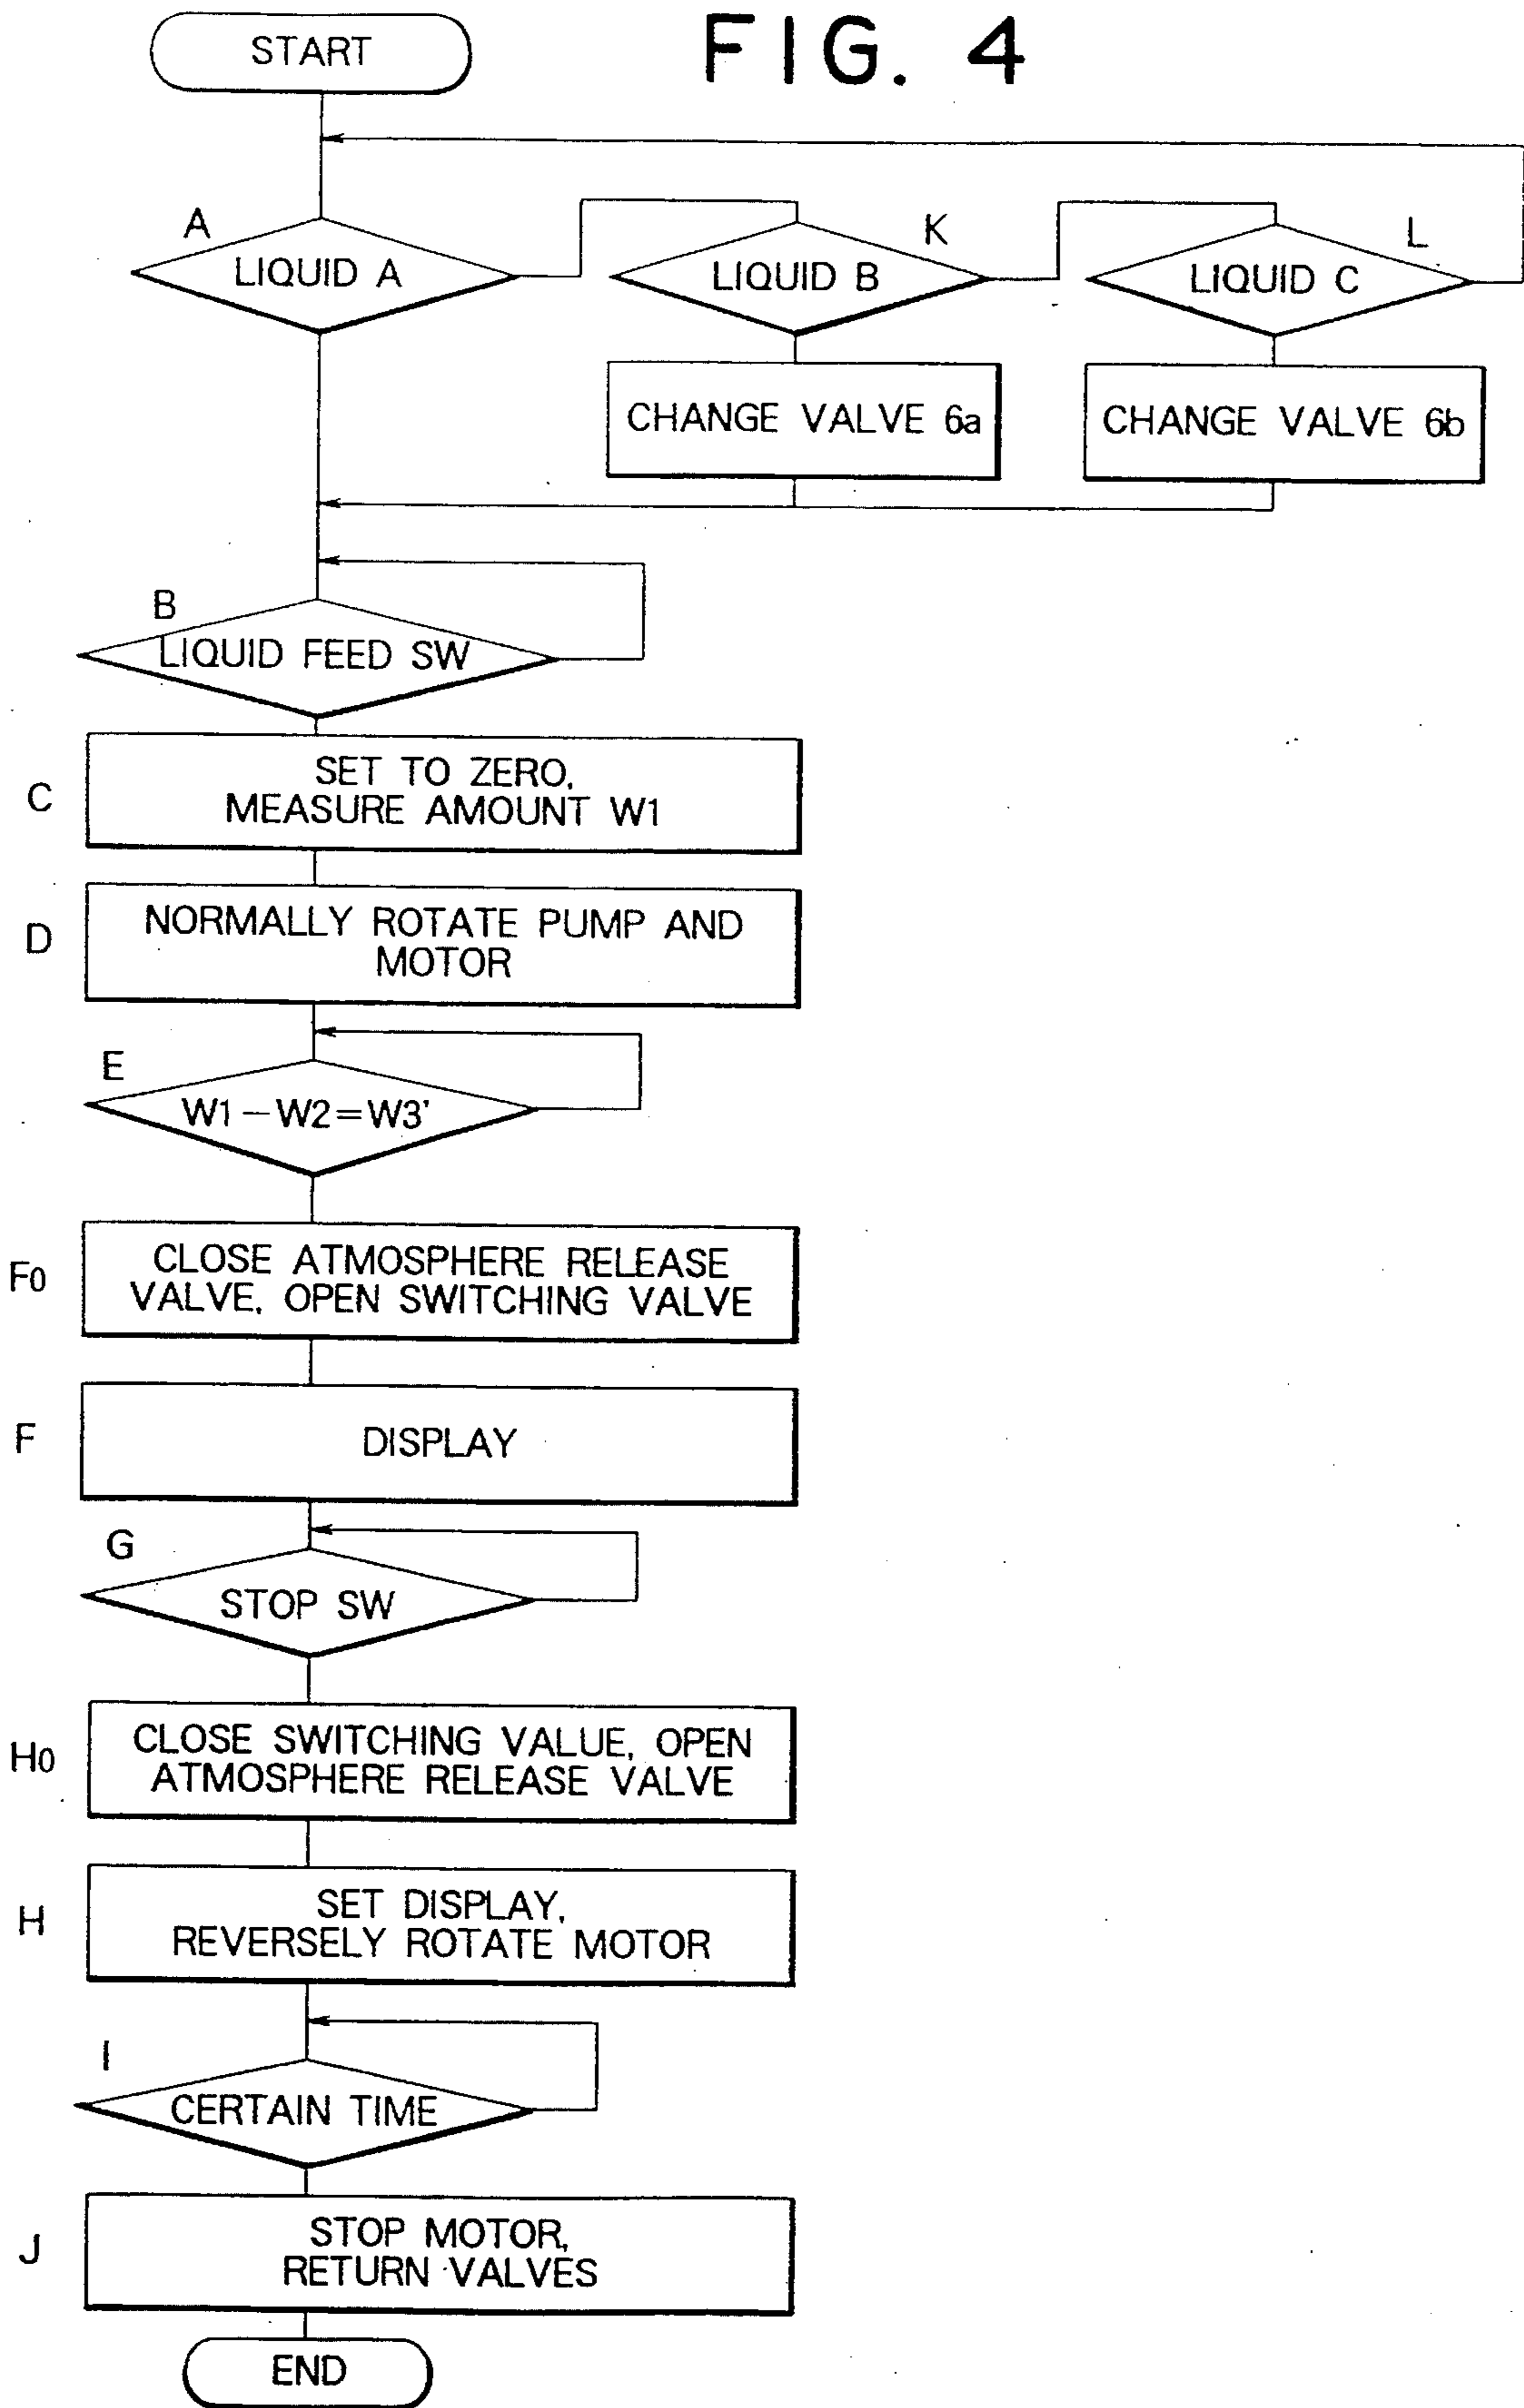 FIG. 4
START
A
LIQUID A
K
LIQUID B
L
LIQUID C
CHANGE VALVE 6a
CHANGE VALVE 6b
B
LIQUID FEED SW
C
SET TO ZERO,
MEASURE AMOUNT W1
D
NORMALLY ROTATE PUMP AND
MOTOR
E
W1-W2=W3'
F0
CLOSE ATMOSPHERE RELEASE
VALVE, OPEN SWITCHING VALVE
F
DISPLAY
G
STOP SW
H0
CLOSE SWITCHING VALUE, OPEN
ATMOSPHERE RELEASE VALVE
H
SET DISPLAY,
REVERSELY ROTATE MOTOR
I
CERTAIN TIME
J
STOP MOTOR,
RETURN VALVES
END